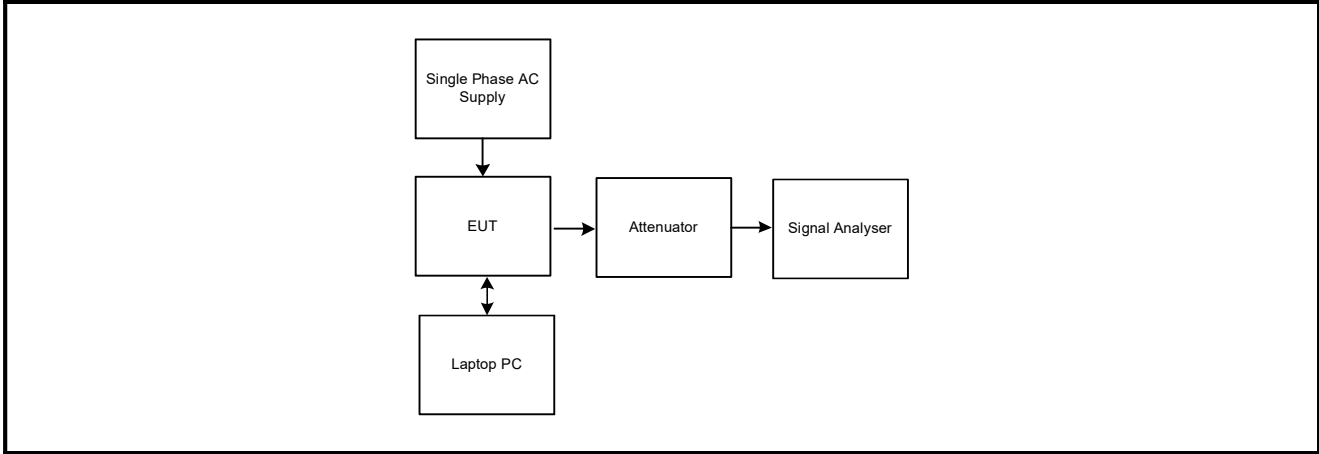 Single Phase AC
Supply
EUT
Attenuator
Signal Analyser
Laptop PC